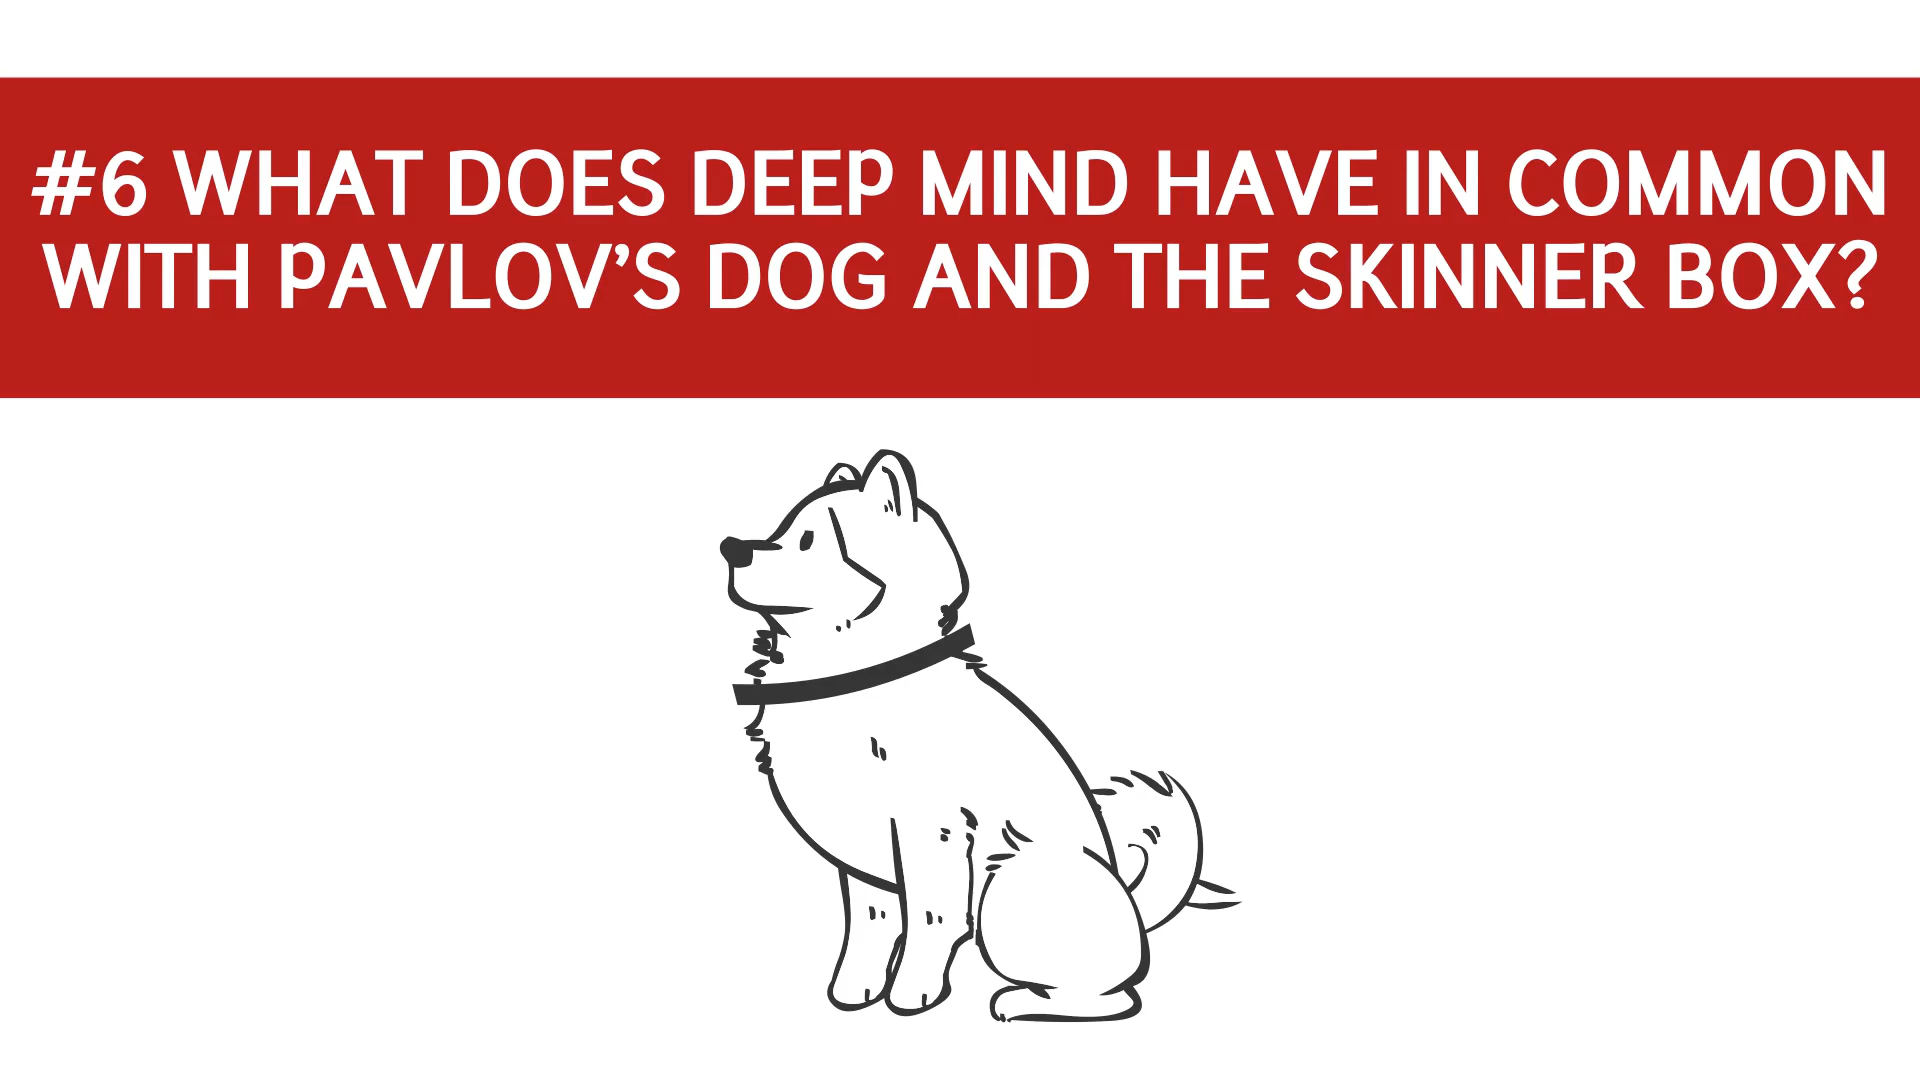 #6 WHAT DOES DEEP MIND HAVE IN COMMON
WITH PAVLOV’S DOG AND THE SKINNER BOX?